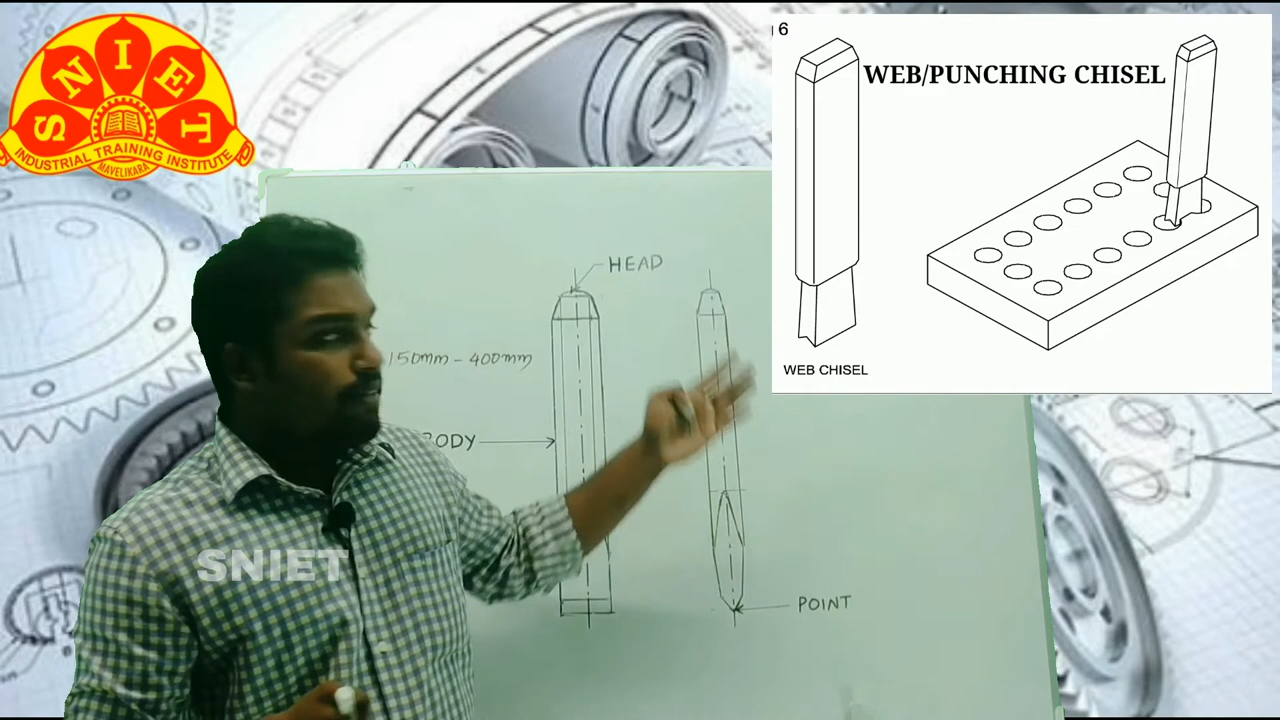 SNIET
INDUSTRIAL TRAINING INSTITUTE
MAVELIKARA
6
WEB/PUNCHING CHISEL
WEB CHISEL
HEAD
150mm - 400mm
BODY
POINT
SNIET